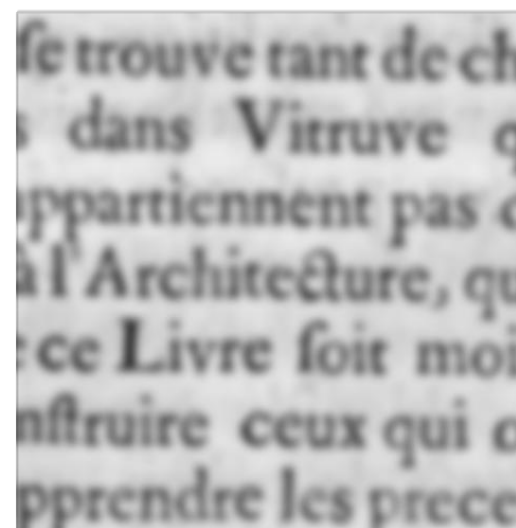 ſe trouve tant de ch
s dans Vitruve q
appartiennent pas
à l'Architecture, qu
ce Livre ſoit moi
nſtruire ceux qui
pprendre les prece